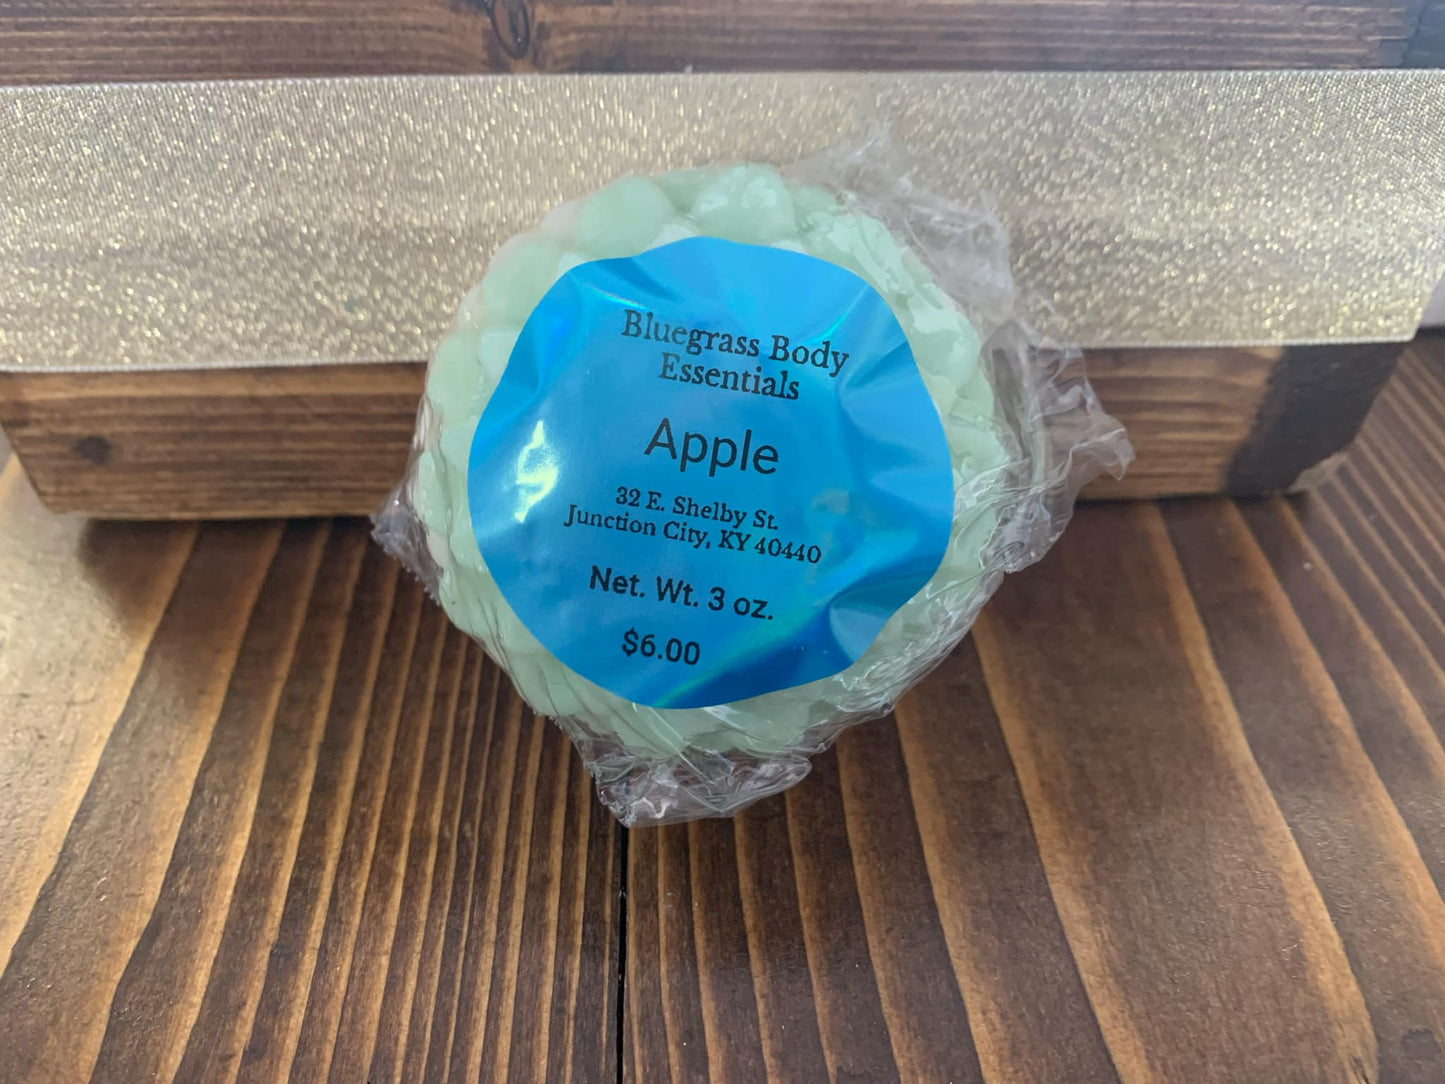 Bluegrass Body
Essentials
Apple
32 E. Shelby St.
Junction City, KY 40440
Net. Wt. 3 oz.
$6.00